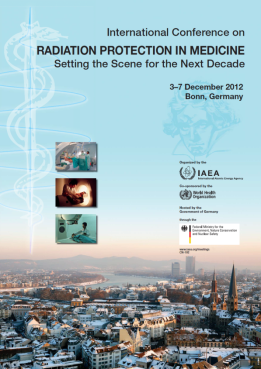 International Conference on
RADIATION PROTECTION IN MEDICINE
Setting the Scene for the Next Decade
3–7 December 2012
Bonn, Germany
Organized by the
IAEA
International Atomic Energy Agency
Co-sponsored by the
World Health
Organization
Hosted by the
Government of Germany
through the
Federal Ministry for the
Environment, Nature Conservation
and Nuclear Safety